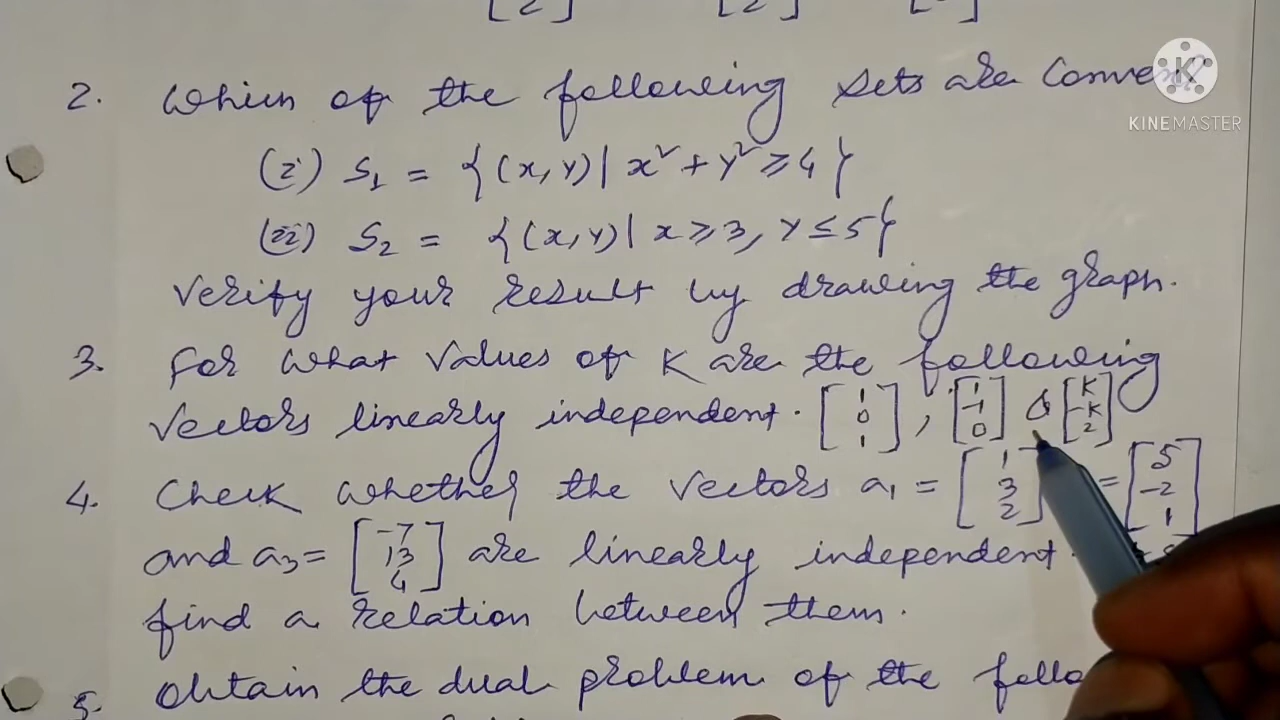 2. Which of the following sets are Convex
KINEMASTER
(i) S₁ = {(x, y) | x² + y² ≥ 4}
(ii) S₂ = {(x, y) | x ≥ 3, y ≤ 5}
Verify your result by drawing the graph.
3. For what values of K are the following
vectors linearly independent. [1 0 1], [1 -1 0] & [K -K 2]
4. Check whether the vectors a₁ = [1 3 2] = [5 -2 1]
and a₃ = [-7 13 4] are linearly independent.
find a relation between them.
5. Obtain the dual problem of the follo